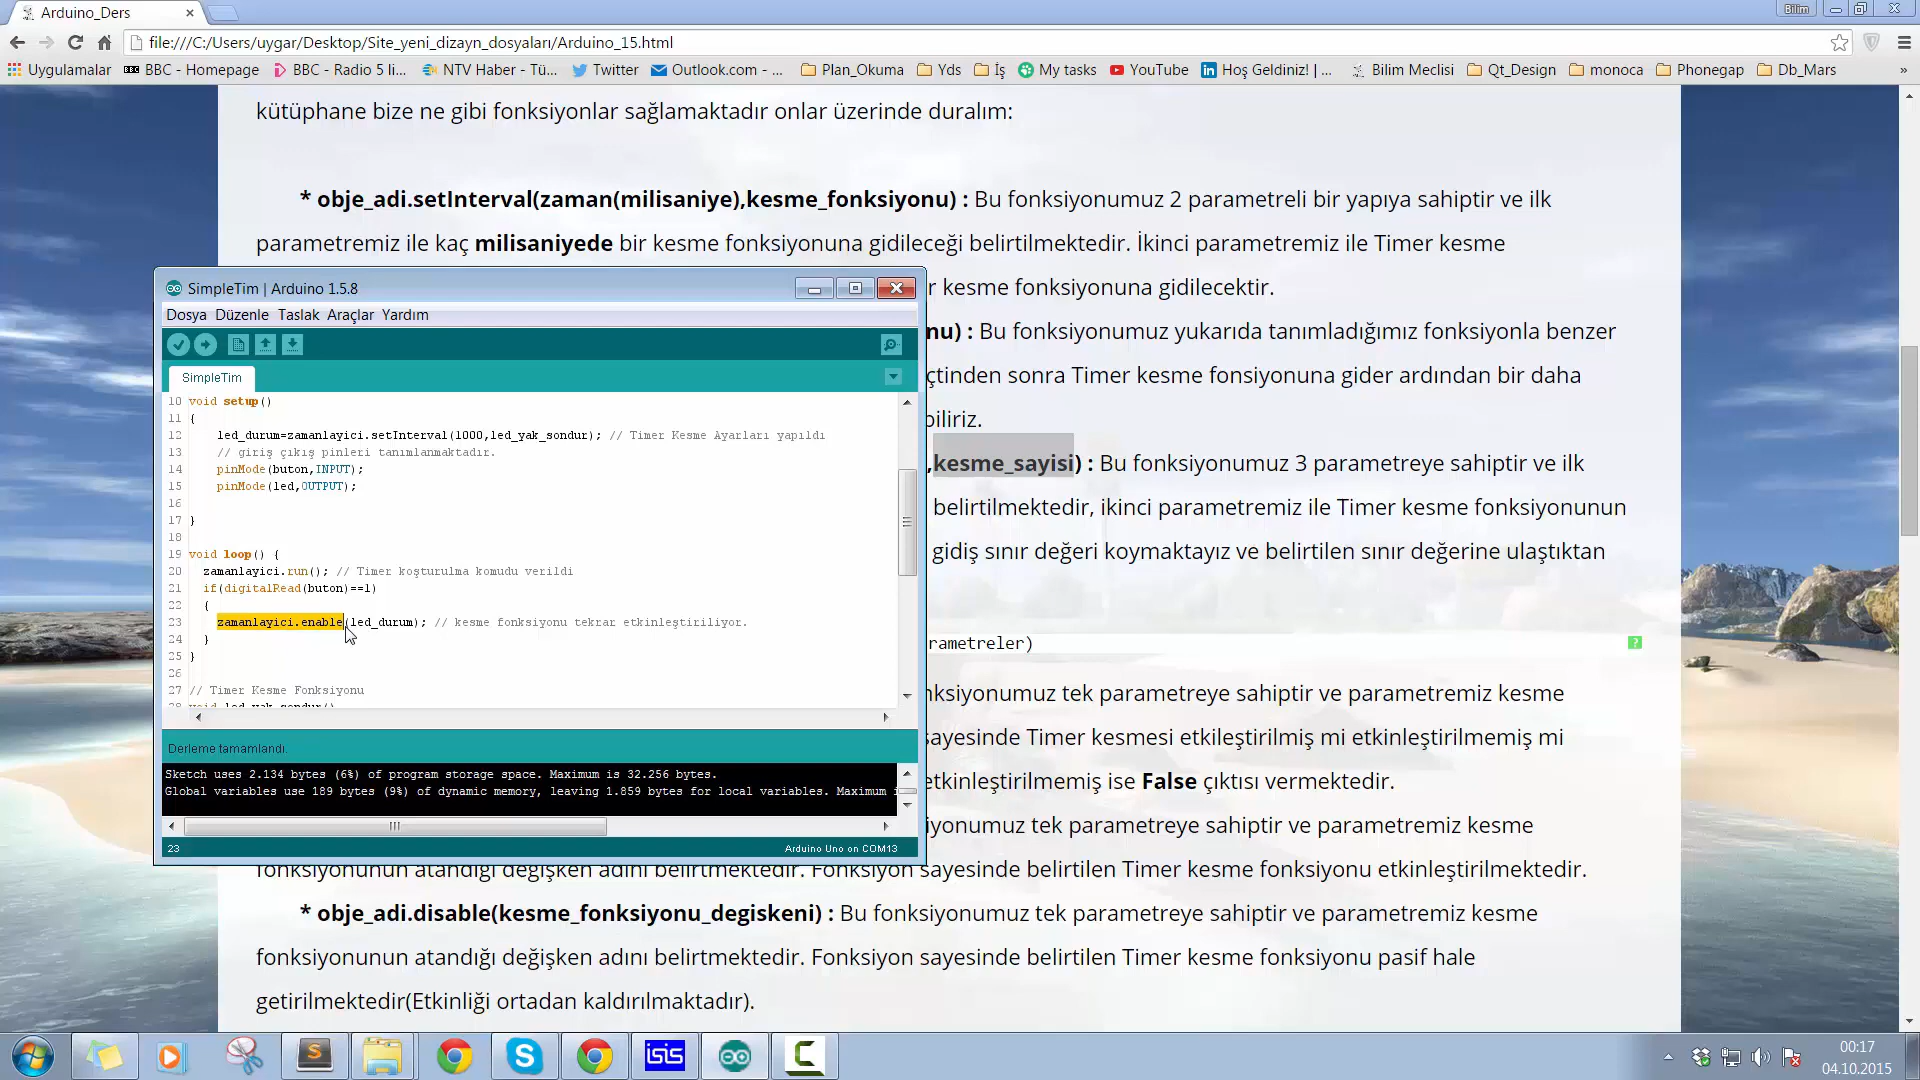 Arduino_Ders
Bilim
file:///C:/Users/uygar/Desktop/Site_yeni_dizayn_dosyaları/Arduino_15.html
Uygulamalar
BBC - Homepage
BBC - Radio 5 li...
NTV Haber - Tü...
Twitter
Outlook.com - ...
Plan_Okuma
Yds
İş
My tasks
YouTube
Hoş Geldiniz! | ...
Bilim Meclisi
Qt_Design
monoca
Phonegap
Db_Mars
»
kütüphane bize ne gibi fonksiyonlar sağlamaktadır onlar üzerinde duralım:
* obje_adi.setInterval(zaman(milisaniye),kesme_fonksiyonu) : Bu fonksiyonumuz 2 parametreli bir yapıya sahiptir ve ilk
parametremiz ile kaç milisaniyede bir kesme fonksiyonuna gidileceği belirtilmektedir. İkinci parametremiz ile Timer kesme
r kesme fonksiyonuna gidilecektir.
nu) : Bu fonksiyonumuz yukarıda tanımladığımız fonksiyonla benzer
çtinden sonra Timer kesme fonsiyonuna gider ardından bir daha
biliriz.
,kesme_sayisi) : Bu fonksiyonumuz 3 parametreye sahiptir ve ilk
belirtilmektedir, ikinci parametremiz ile Timer kesme fonksiyonunun
gidiş sınır değeri koymaktayız ve belirtilen sınır değerine ulaştıktan
rametreler)
?
nksiyonumuz tek parametreye sahiptir ve parametremiz kesme
sayesinde Timer kesmesi etkileştirilmiş mi etkinleştirilmemiş mi
etkinleştirilmemiş ise False çıktısı vermektedir.
iyonumuz tek parametreye sahiptir ve parametremiz kesme
fonksiyonunun atandığı değişken adını belirtmektedir. Fonksiyon sayesinde belirtilen Timer kesme fonksiyonu etkinleştirilmektedir.
* obje_adi.disable(kesme_fonksiyonu_degiskeni) : Bu fonksiyonumuz tek parametreye sahiptir ve parametremiz kesme
fonksiyonunun atandığı değişken adını belirtmektedir. Fonksiyon sayesinde belirtilen Timer kesme fonksiyonu pasif hale
getirilmektedir(Etkinliği ortadan kaldırılmaktadır).
SimpleTim | Arduino 1.5.8
Dosya Düzenle Taslak Araçlar Yardım
SimpleTim
10 void setup()
11 {
12 led_durum=zamanlayici.setInterval(1000,led_yak_sondur); // Timer Kesme Ayarları yapıldı
13 // giriş çıkış pinleri tanımlanmaktadır.
14 pinMode(buton,INPUT);
15 pinMode(led,OUTPUT);
16
17 }
18
19 void loop() {
20 zamanlayici.run(); // Timer koşturulma komudu verildi
21 if(digitalRead(buton)==1)
22 {
23 zamanlayici.enable(led_durum); // kesme fonksiyonu tekrar etkinleştiriliyor.
24 }
25 }
26
27 // Timer Kesme Fonksiyonu
28 void led_yak_sondur()
Derleme tamamlandı.
Sketch uses 2.134 bytes (6%) of program storage space. Maximum is 32.256 bytes.
Global variables use 189 bytes (9%) of dynamic memory, leaving 1.859 bytes for local variables. Maximum i
23
Arduino Uno on COM13
isis
00:17
04.10.2015